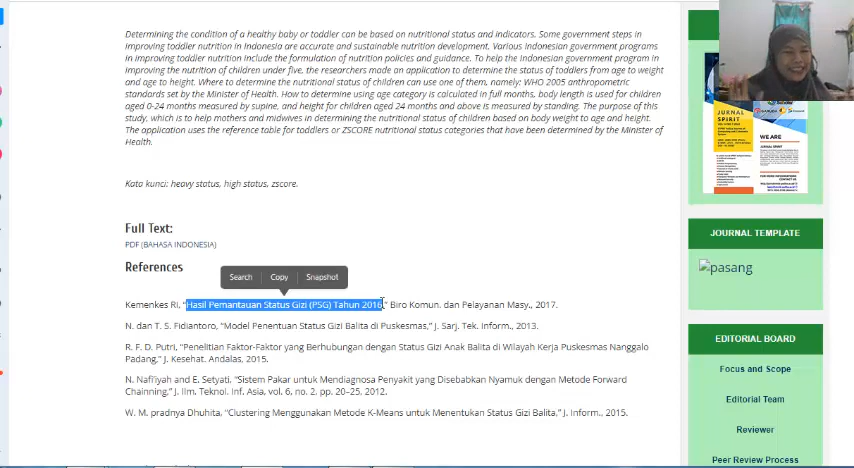 Determining the condition of a healthy baby or toddler can be based on nutritional status and indicators. Some government steps in
improving toddler nutrition in Indonesia are accurate and sustainable nutrition development. Various Indonesian government programs
in improving toddler nutrition include the formulation of nutrition policies and guidance. To help the Indonesian government program in
improving the nutrition of children under five, the researchers made an application to determine the status of toddlers from age to weight
and age to height. Where to determine the nutritional status of children can use one of them, namely: WHO 2005 anthropometric
standards set by the Minister of Health. How to determine using age category is calculated in full months, body length is used for children
aged 0-24 months measured by supine, and height for children aged 24 months and above is measured by standing. The purpose of this
study, which is to help mothers and midwives in determining the nutritional status of children based on body weight to age and height.
The application uses the reference table for toddlers or ZSCORE nutritional status categories that have been determined by the Minister of
Health.
Kata kunci: heavy status, high status, zscore.
Full Text:
PDF (BAHASA INDONESIA)
References
Search
Copy
Snapshot
Kemenkes Ri, “Hasil Pemantauan Status Gizi (PSG) Tahun 2016,” Biro Komun. dan Pelayanan Masy., 2017.
N. dan T. S. Fidiantoro, “Model Penentuan Status Gizi Balita di Puskesmas,” J. Sarj. Tek. Inform., 2013.
R. F. D. Putri, “Penelitian Faktor-Faktor yang Berhubungan dengan Status Gizi Anak Balita di Wilayah Kerja Puskesmas Nanggalo
Padang,” J. Kesehat. Andalas, 2015.
N. Nafi’iyah and E. Setyati, “Sistem Pakar untuk Mendiagnosa Penyakit yang Disebabkan Nyamuk dengan Metode Forward
Chainning,” J. Ilm. Teknol. Inf. Asia, vol. 6, no. 2, pp. 20–25, 2012.
W. M. pradnya Dhuhita, “Clustering Menggunakan Metode K-Means untuk Menentukan Status Gizi Balita,” J. Inform., 2015.
JURNAL
SPIRIT
WE ARE
JOURNAL TEMPLATE
pasang
EDITORIAL BOARD
Focus and Scope
Editorial Team
Reviewer
Peer Review Process